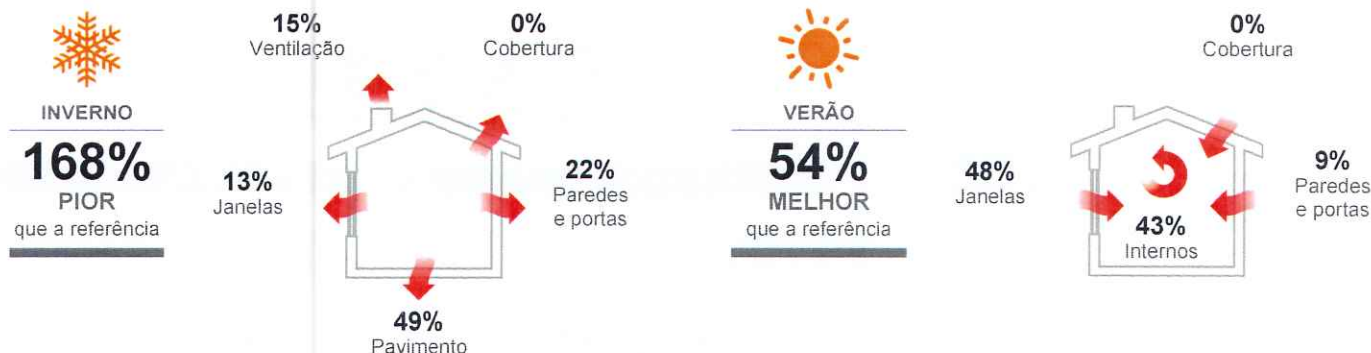 INVERNO
168%
PIOR
que a referência
15%
Ventilação
0%
Cobertura
13%
Janelas
22%
Paredes
e portas
49%
Pavimento
VERÃO
54%
MELHOR
que a referência
0%
Cobertura
48%
Janelas
43%
Internos
9%
Paredes
e portas